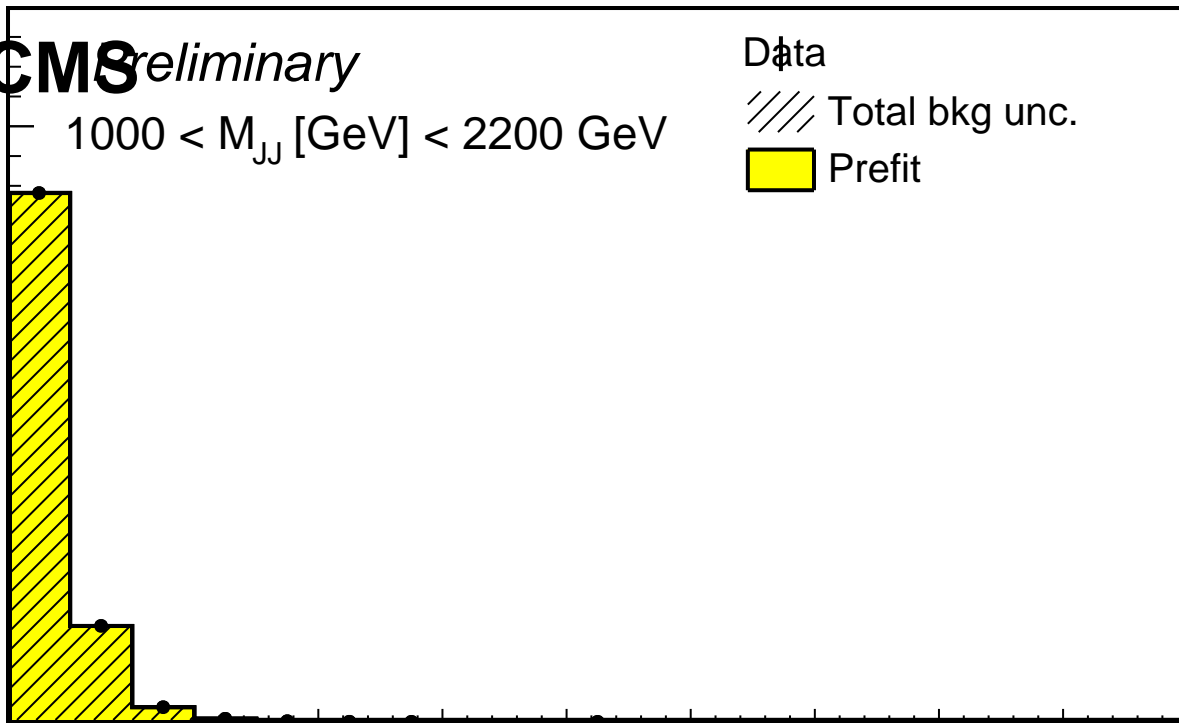 CMS Preliminary
1000 < M_JJ [GeV] < 2200 GeV
Data
Total bkg unc.
Prefit